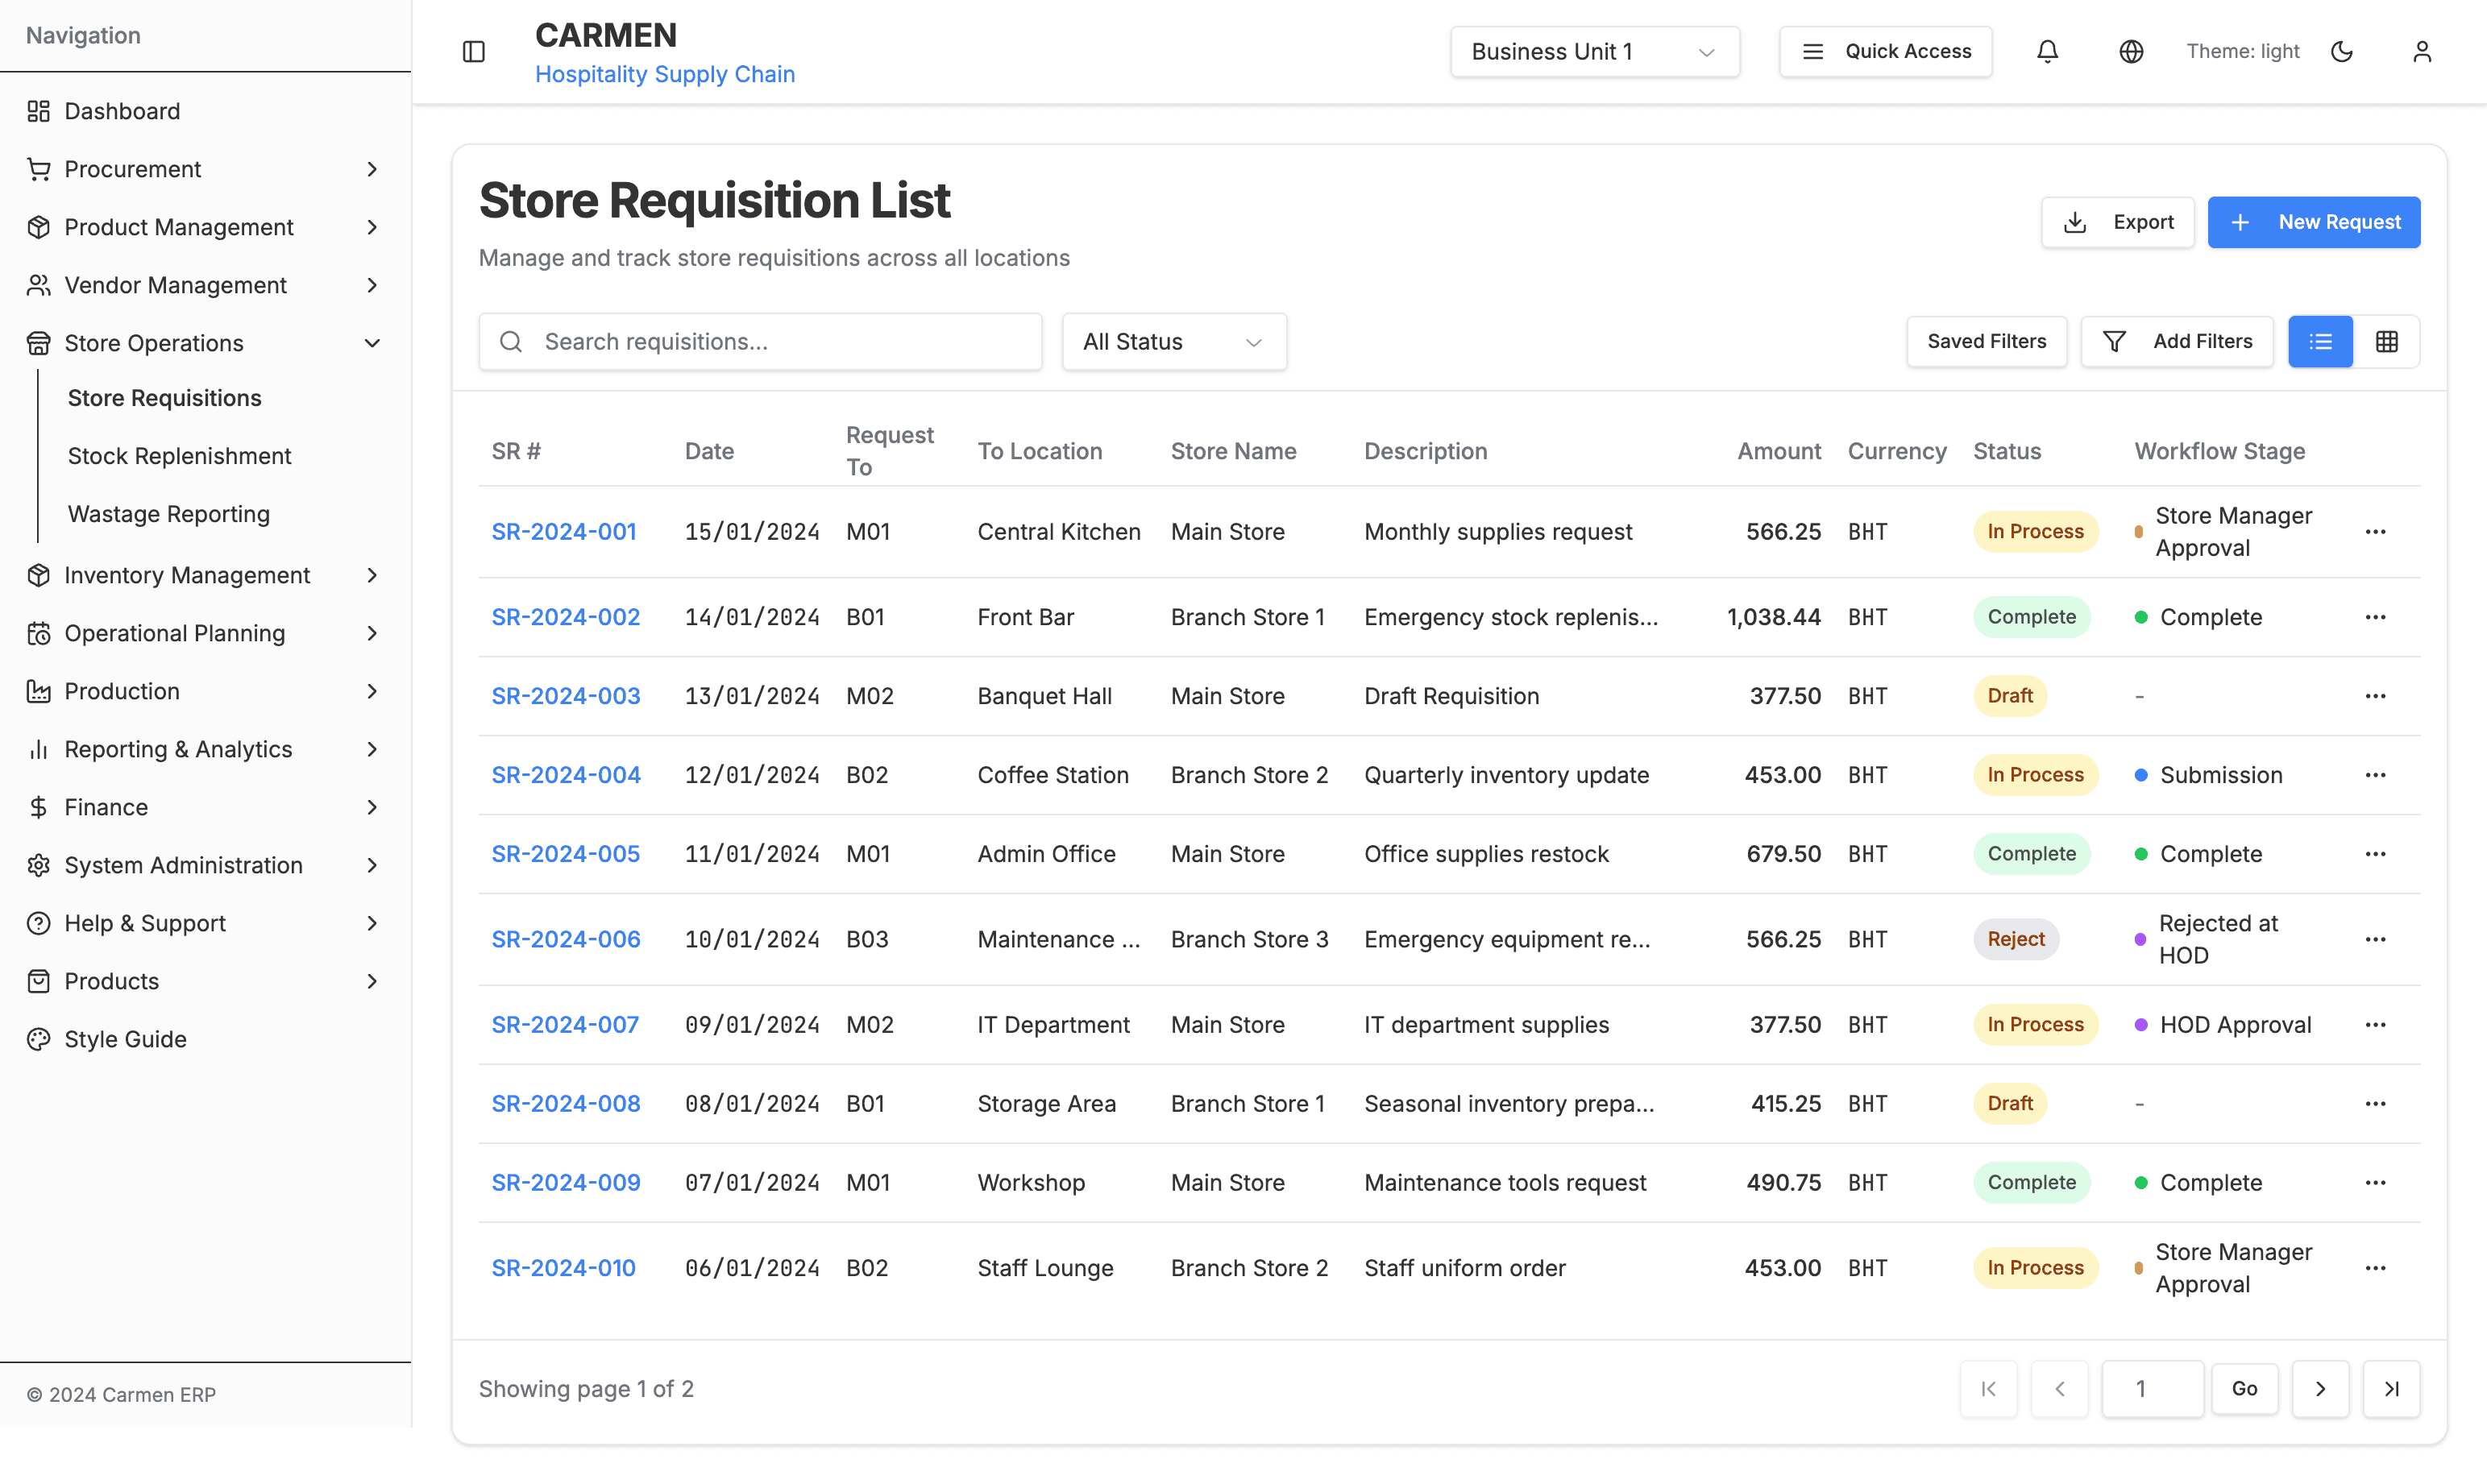 Navigation
Dashboard
Procurement
Product Management
Vendor Management
Store Operations
Store Requisitions
Stock Replenishment
Wastage Reporting
Inventory Management
Operational Planning
Production
Reporting & Analytics
Finance
System Administration
Help & Support
Products
Style Guide
© 2024 Carmen ERP
CARMEN
Hospitality Supply Chain
Business Unit 1
Quick Access
Theme: light
Store Requisition List
Manage and track store requisitions across all locations
Export
New Request
Search requisitions...
All Status
Saved Filters
Add Filters
SR # Date Request To To Location Store Name Description Amount Currency Status Workflow Stage
SR-2024-001 15/01/2024 M01 Central Kitchen Main Store Monthly supplies request 566.25 BHT In Process Store Manager Approval
SR-2024-002 14/01/2024 B01 Front Bar Branch Store 1 Emergency stock replenis... 1,038.44 BHT Complete Complete
SR-2024-003 13/01/2024 M02 Banquet Hall Main Store Draft Requisition 377.50 BHT Draft -
SR-2024-004 12/01/2024 B02 Coffee Station Branch Store 2 Quarterly inventory update 453.00 BHT In Process Submission
SR-2024-005 11/01/2024 M01 Admin Office Main Store Office supplies restock 679.50 BHT Complete Complete
SR-2024-006 10/01/2024 B03 Maintenance ... Branch Store 3 Emergency equipment re... 566.25 BHT Reject Rejected at HOD
SR-2024-007 09/01/2024 M02 IT Department Main Store IT department supplies 377.50 BHT In Process HOD Approval
SR-2024-008 08/01/2024 B01 Storage Area Branch Store 1 Seasonal inventory prepa... 415.25 BHT Draft -
SR-2024-009 07/01/2024 M01 Workshop Main Store Maintenance tools request 490.75 BHT Complete Complete
SR-2024-010 06/01/2024 B02 Staff Lounge Branch Store 2 Staff uniform order 453.00 BHT In Process Store Manager Approval
Showing page 1 of 2
1
Go